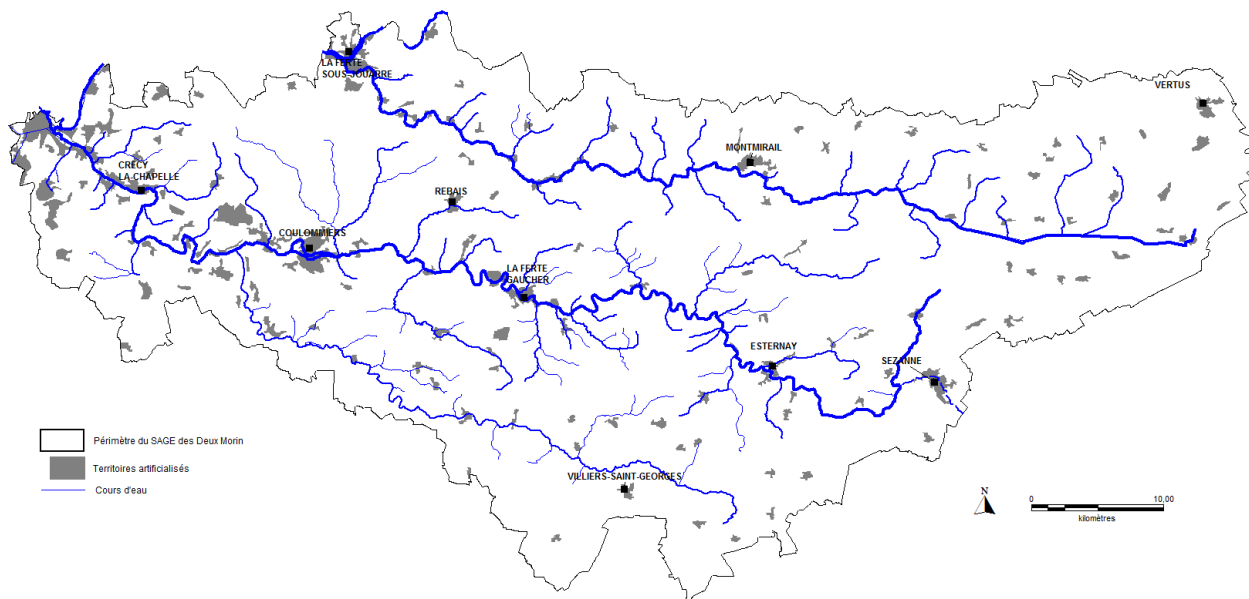 LA FERTE
SOUS-JOUARRE
VERTUS
MONTMIRAIL
CRECY
LA-CHAPELLE
REBAIS
COULOMMIERS
LA FERTE
GAUCHER
ESTERNAY
SEZANNE
VILLIERS-SAINT-GEORGES
Périmètre du SAGE des Deux Morin
Territoires artificialisés
Cours d'eau
N
0 10,00
kilomètres